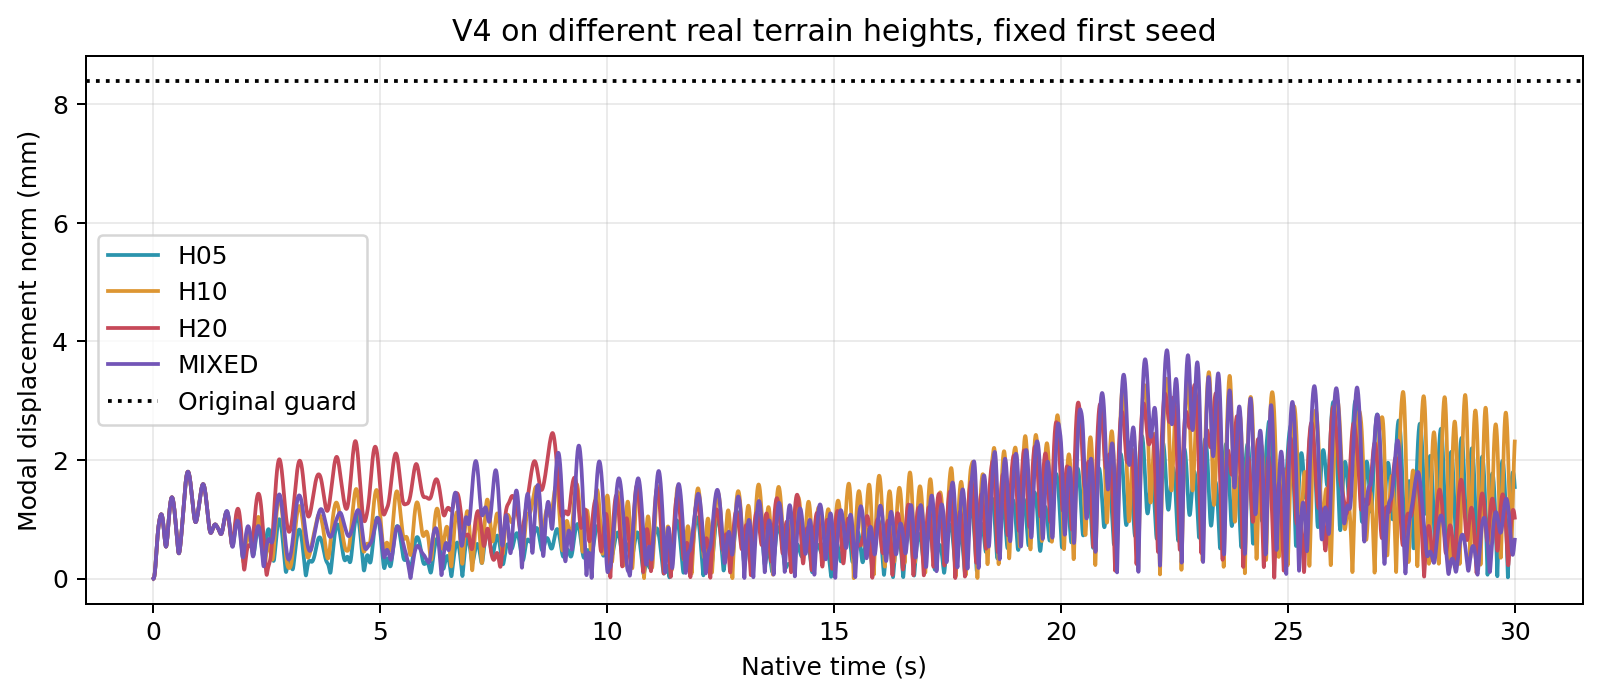 V4 on different real terrain heights, fixed first seed
Modal displacement norm (mm)
8
6
4
2
0
H05
H10
H20
MIXED
Original guard
0 5 10 15 20 25 30
Native time (s)